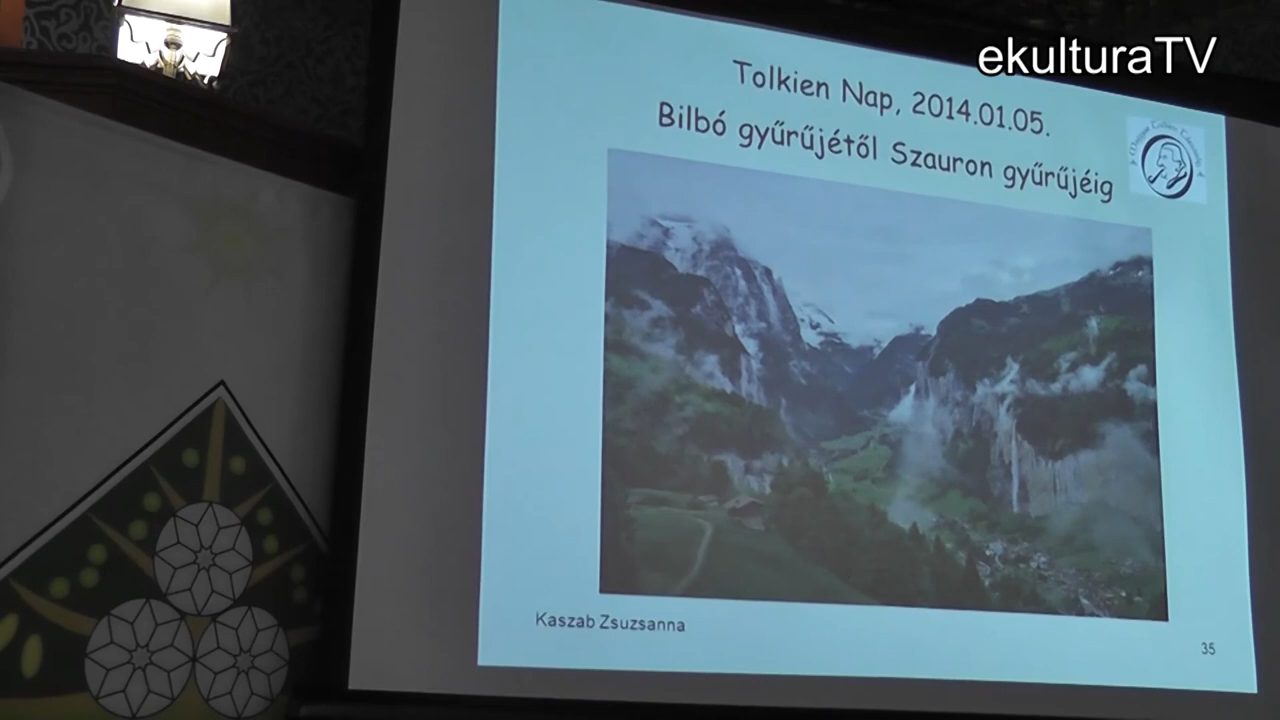 ekulturaTV
Tolkien Nap, 2014.01.05.
Bilbó gyűrűjétől Szauron gyűrűjéig
Kaszab Zsuzsanna
35